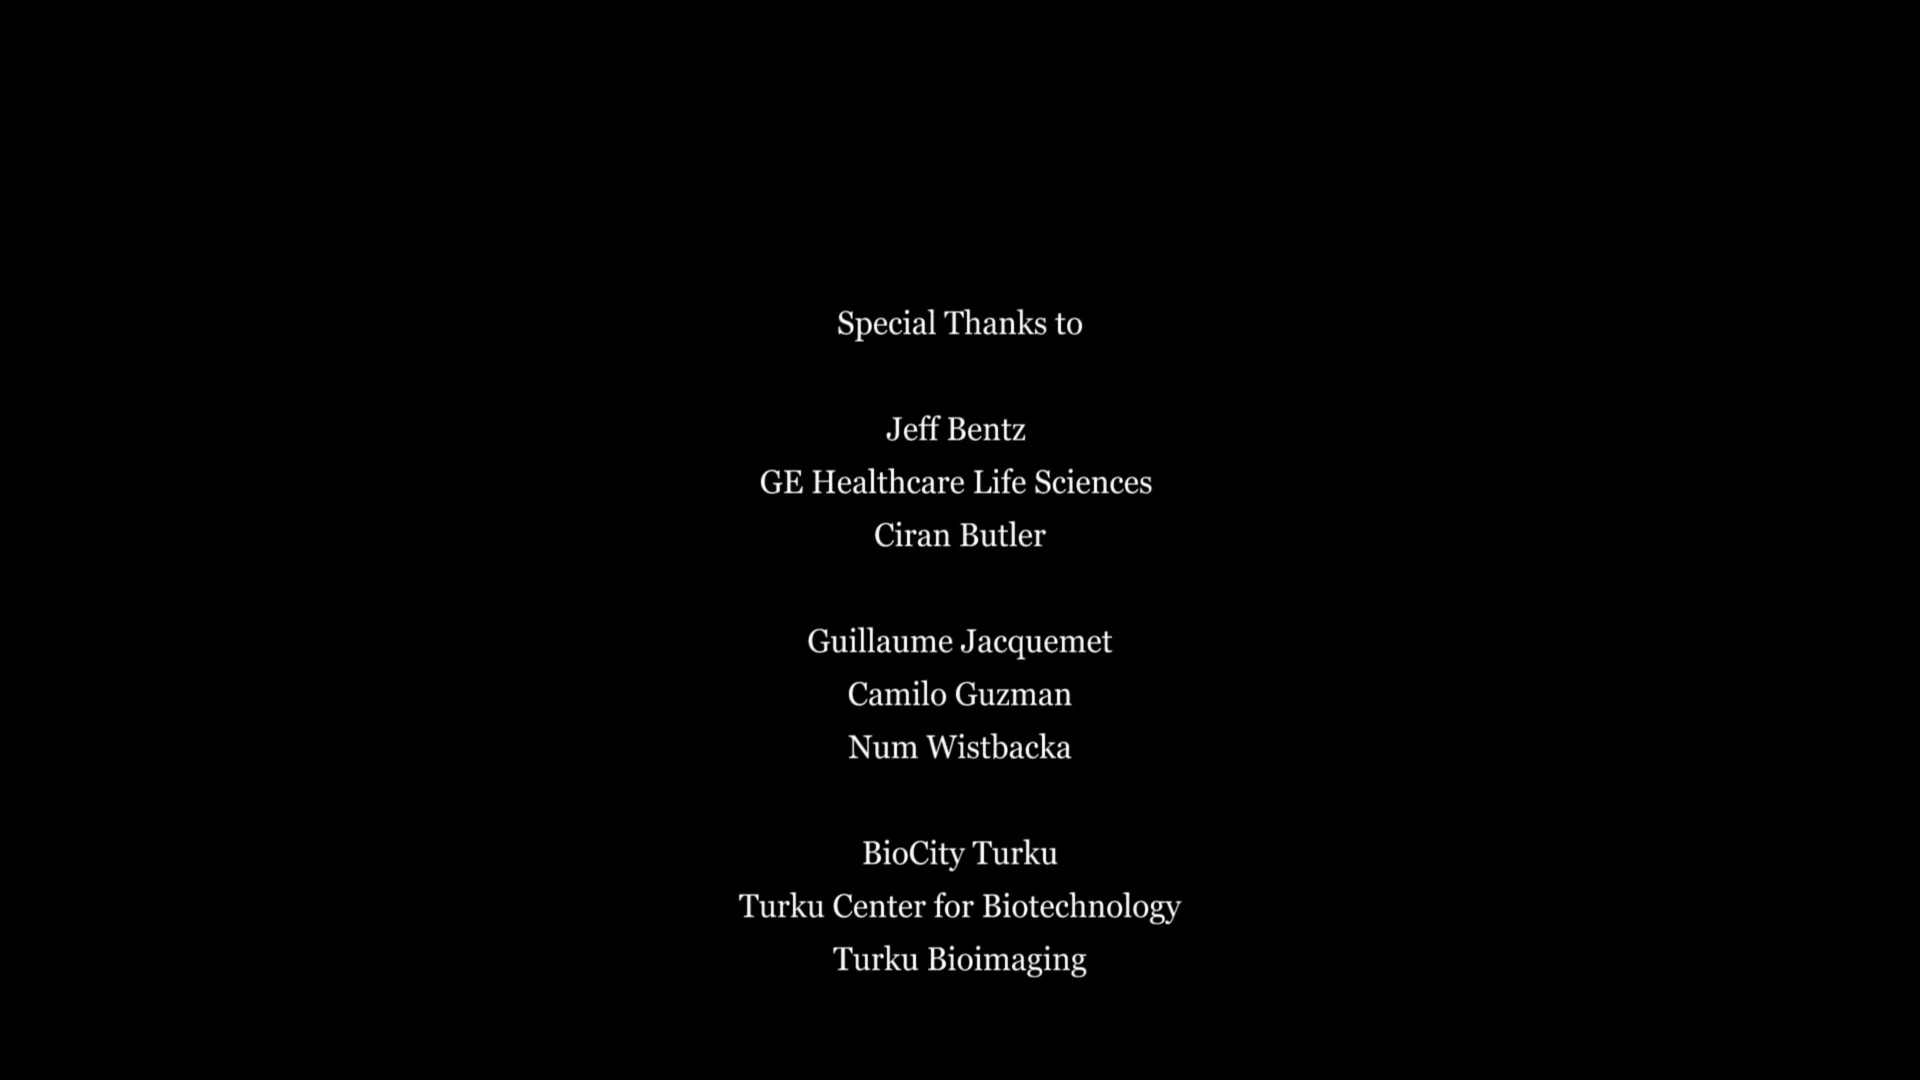 Special Thanks to
Jeff Bentz
GE Healthcare Life Sciences
Ciran Butler
Guillaume Jacquemet
Camilo Guzman
Num Wistbacka
BioCity Turku
Turku Center for Biotechnology
Turku Bioimaging